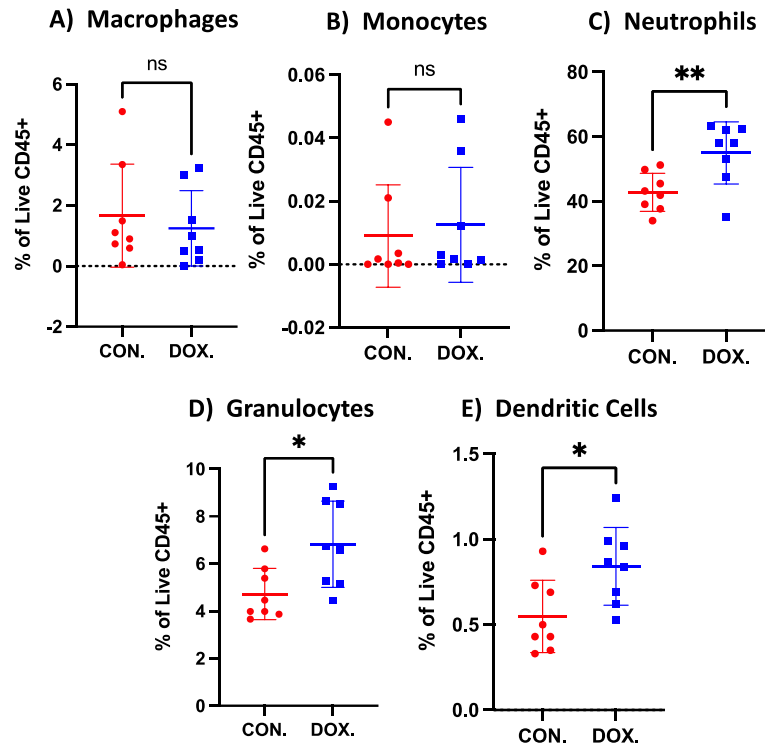 A) Macrophages
ns
% of Live CD45+
6
4
2
0
-2
CON.
DOX.
B) Monocytes
ns
% of Live CD45+
0.06
0.04
0.02
0.00
-0.02
CON.
DOX.
C) Neutrophils
**
% of Live CD45+
80
60
40
20
0
CON.
DOX.
D) Granulocytes
*
% of Live CD45+
10
8
6
4
2
0
CON.
DOX.
E) Dendritic Cells
*
% of Live CD45+
1.5
1.0
0.5
0.0
CON.
DOX.